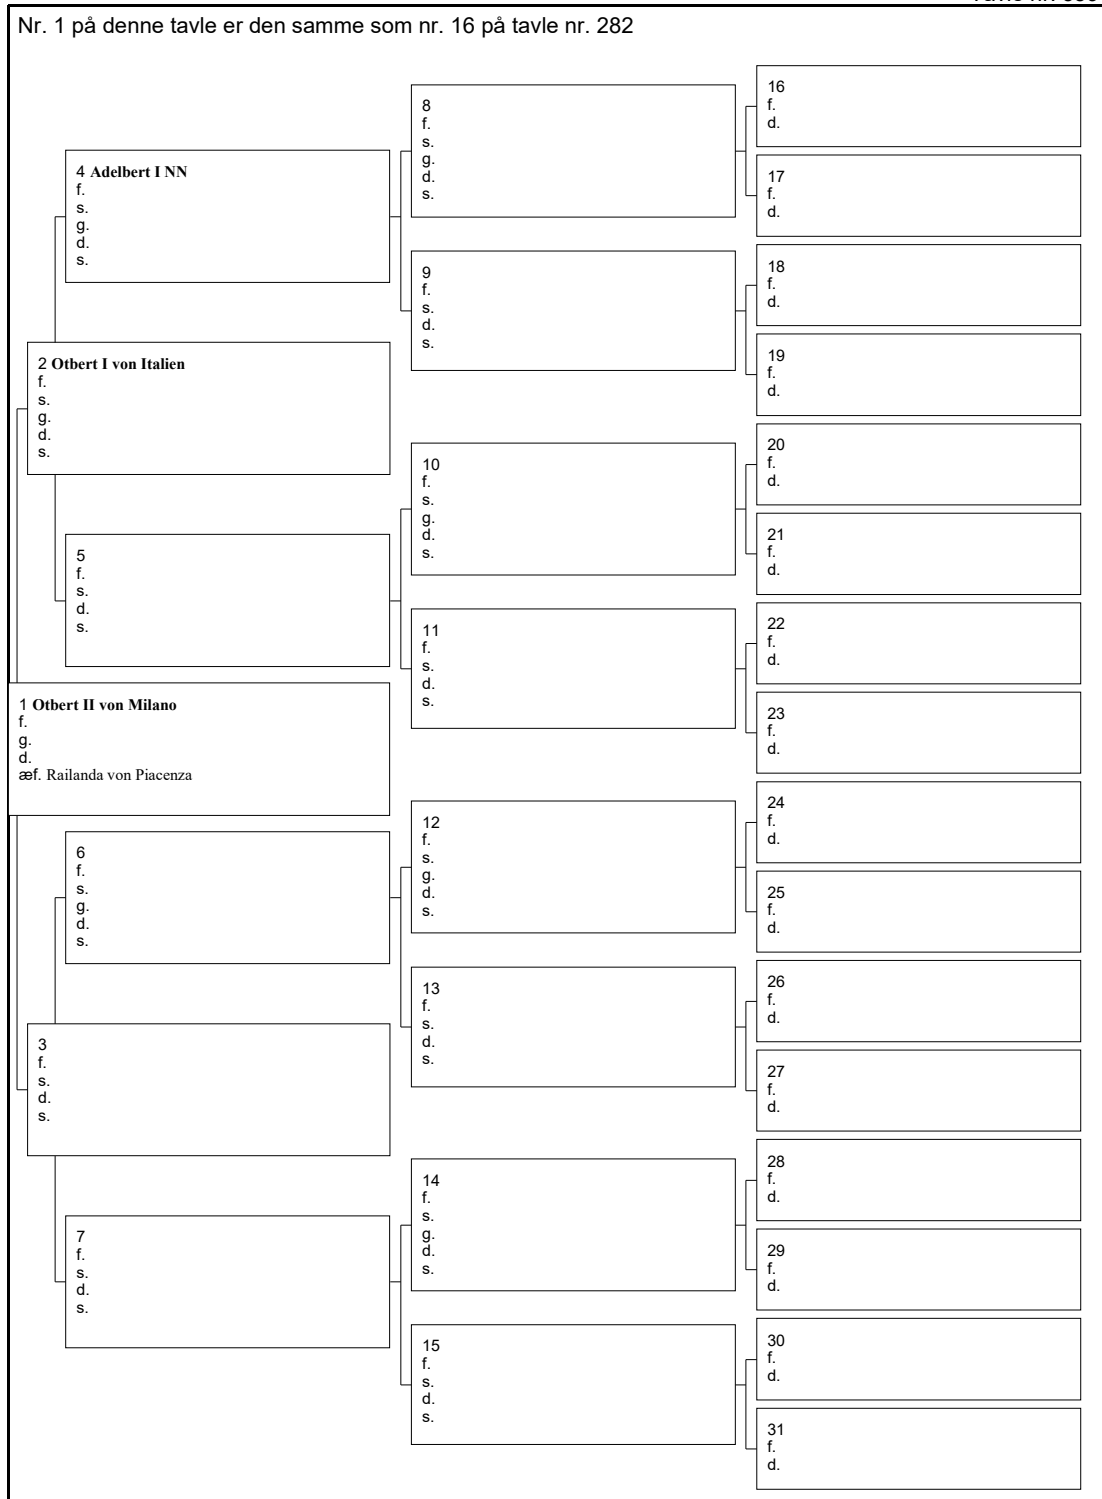 Nr. 1 på denne tavle er den samme som nr. 16 på tavle nr. 282
16
f.
d.
8
f.
s.
g.
d.
s.
4 Adelbert I NN
f.
s.
g.
d.
s.
17
f.
d.
18
f.
d.
9
f.
s.
d.
s.
19
f.
d.
2 Otbert I von Italien
f.
s.
g.
d.
s.
20
f.
d.
10
f.
s.
g.
d.
s.
21
f.
d.
5
f.
s.
d.
s.
22
f.
d.
11
f.
s.
d.
s.
23
f.
d.
1 Otbert II von Milano
f.
g.
d.
æf. Railanda von Piacenza
24
f.
d.
12
f.
s.
g.
d.
s.
6
f.
s.
g.
d.
s.
25
f.
d.
26
f.
d.
13
f.
s.
d.
s.
3
f.
s.
d.
s.
27
f.
d.
28
f.
d.
14
f.
s.
g.
d.
s.
7
f.
s.
d.
s.
29
f.
d.
30
f.
d.
15
f.
s.
d.
s.
31
f.
d.